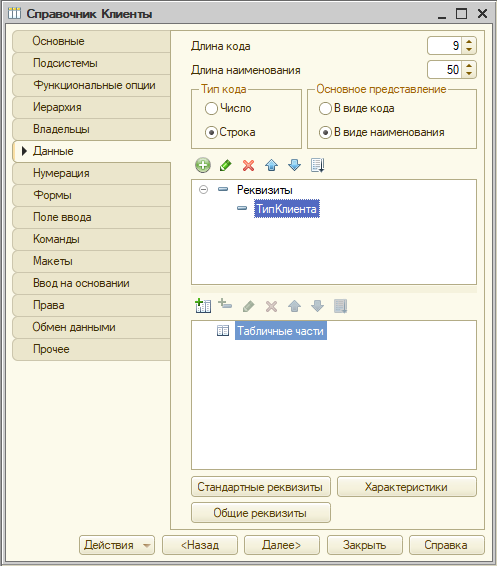 Справочник Клиенты
Основные
Подсистемы
Функциональные опции
Иерархия
Владельцы
Данные
Нумерация
Формы
Поле ввода
Команды
Макеты
Ввод на основании
Права
Обмен данными
Прочее
Длина кода 9
Длина наименования 50
Тип кода
Число
Строка
Основное представление
В виде кода
В виде наименования
Реквизиты
ТипКлиента
Табличные части
Стандартные реквизиты Характеристики
Общие реквизиты
Действия <Назад Далее> Закрыть Справка